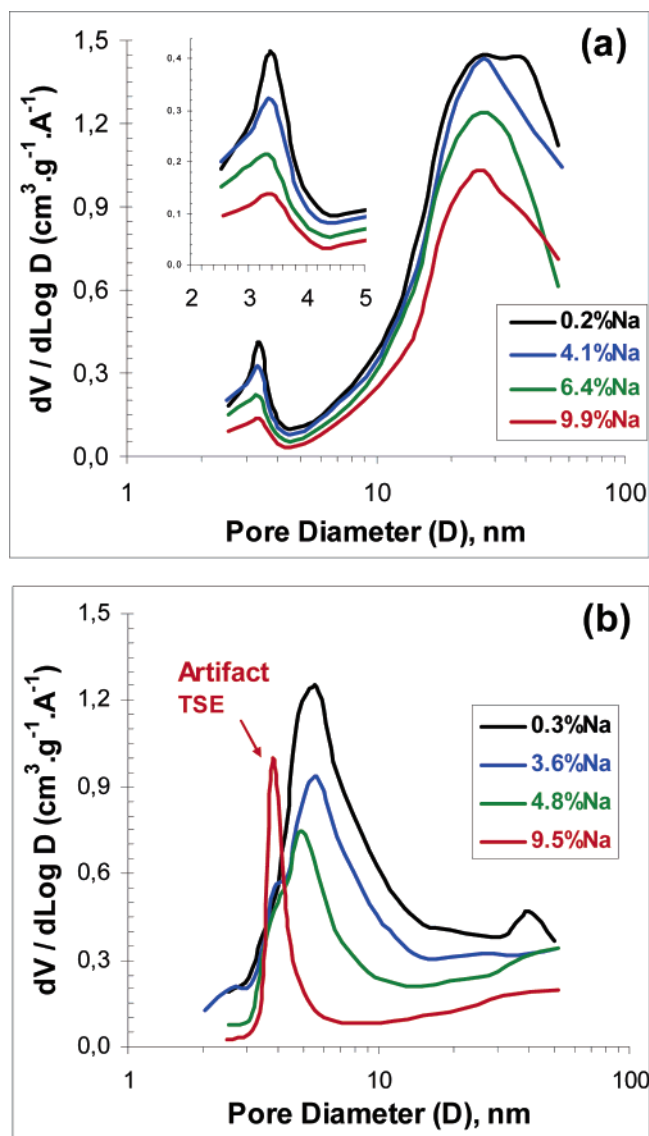 (a)
dV / dLog D (cm³.g⁻¹.A⁻¹)
1,5
1,2
0,9
0,6
0,3
0,0
0,4
0,3
0,2
0,1
0,0
2 3 4 5
0.2%Na
4.1%Na
6.4%Na
9.9%Na
1 10 100
Pore Diameter (D), nm
(b)
dV / dLog D (cm³.g⁻¹.A⁻¹)
1,5
1,2
0,9
0,6
0,3
0,0
Artifact
TSE
0.3%Na
3.6%Na
4.8%Na
9.5%Na
1 10 100
Pore Diameter (D), nm